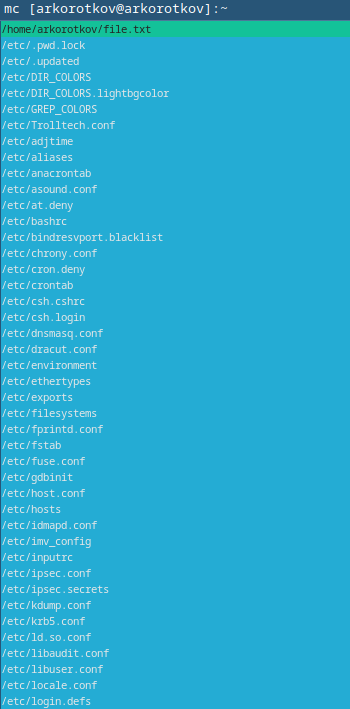 mc [arkorotkov@arkorotkov]:~
/home/arkorotkov/file.txt
/etc/.pwd.lock
/etc/.updated
/etc/DIR_COLORS
/etc/DIR_COLORS.lightbgcolor
/etc/GREP_COLORS
/etc/Trolltech.conf
/etc/adjtime
/etc/aliases
/etc/anacrontab
/etc/asound.conf
/etc/at.deny
/etc/bashrc
/etc/bindresvport.blacklist
/etc/chrony.conf
/etc/cron.deny
/etc/crontab
/etc/csh.cshrc
/etc/csh.login
/etc/dnsmasq.conf
/etc/dracut.conf
/etc/environment
/etc/ethertypes
/etc/exports
/etc/filesystems
/etc/fprintd.conf
/etc/fstab
/etc/fuse.conf
/etc/gdbinit
/etc/host.conf
/etc/hosts
/etc/idmapd.conf
/etc/imv_config
/etc/inputrc
/etc/ipsec.conf
/etc/ipsec.secrets
/etc/kdump.conf
/etc/krb5.conf
/etc/ld.so.conf
/etc/libaudit.conf
/etc/libuser.conf
/etc/locale.conf
/etc/login.defs